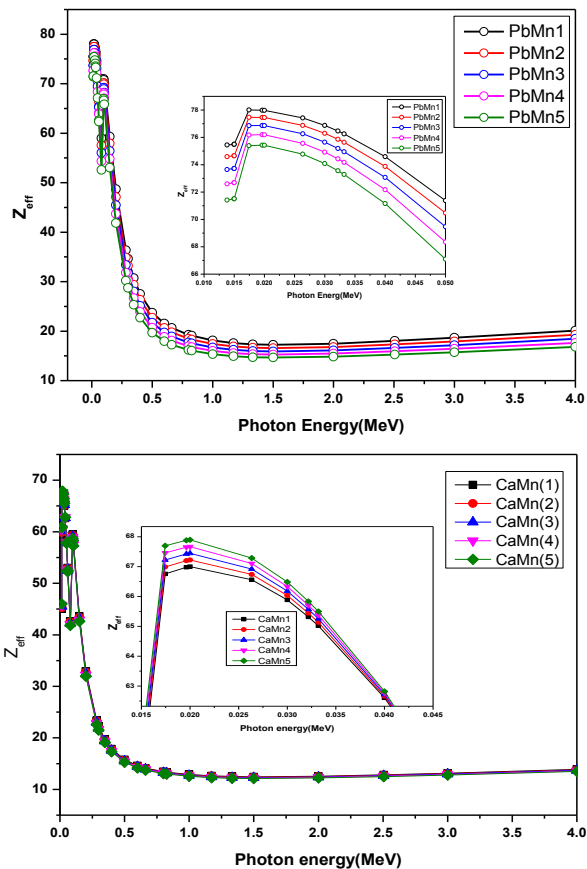 80
70
60
50
40
30
20
10
Z_eff
0.0
0.5
1.0
1.5
2.0
2.5
3.0
3.5
4.0
Photon Energy(MeV)
PbMn1
PbMn2
PbMn3
PbMn4
PbMn5
78
76
74
72
70
68
66
Z_eff
0.010
0.015
0.020
0.025
0.030
0.035
0.040
0.045
0.050
Photon Energ(MeV)
PbMn1
PbMn2
PbMn3
PbMn4
PbMn5
70
60
50
40
30
20
10
Z_eff
0.0
0.5
1.0
1.5
2.0
2.5
3.0
3.5
4.0
Photon energy(MeV)
CaMn(1)
CaMn(2)
CaMn(3)
CaMn(4)
CaMn(5)
68
67
66
65
64
63
Z_eff
0.015
0.020
0.025
0.030
0.035
0.040
0.045
Photon energy(MeV)
CaMn1
CaMn2
CaMn3
CaMn4
CaMn5